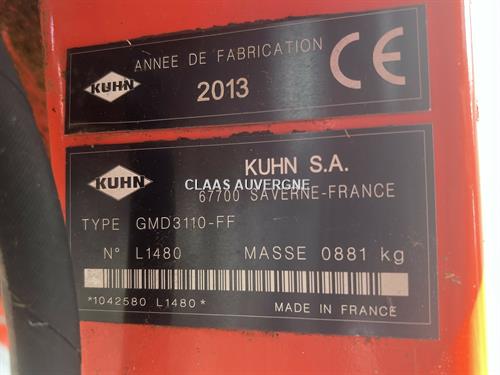 ANNEE DE FABRICATION
KUHN
2013
CE
KUHN
KUHN S.A.
CLAAS AUVERGNE
67700 SAVERNE-FRANCE
TYPE GMD3110-FF
N° L1480 MASSE 0881 kg
*1042580 L1480*
MADE IN FRANCE